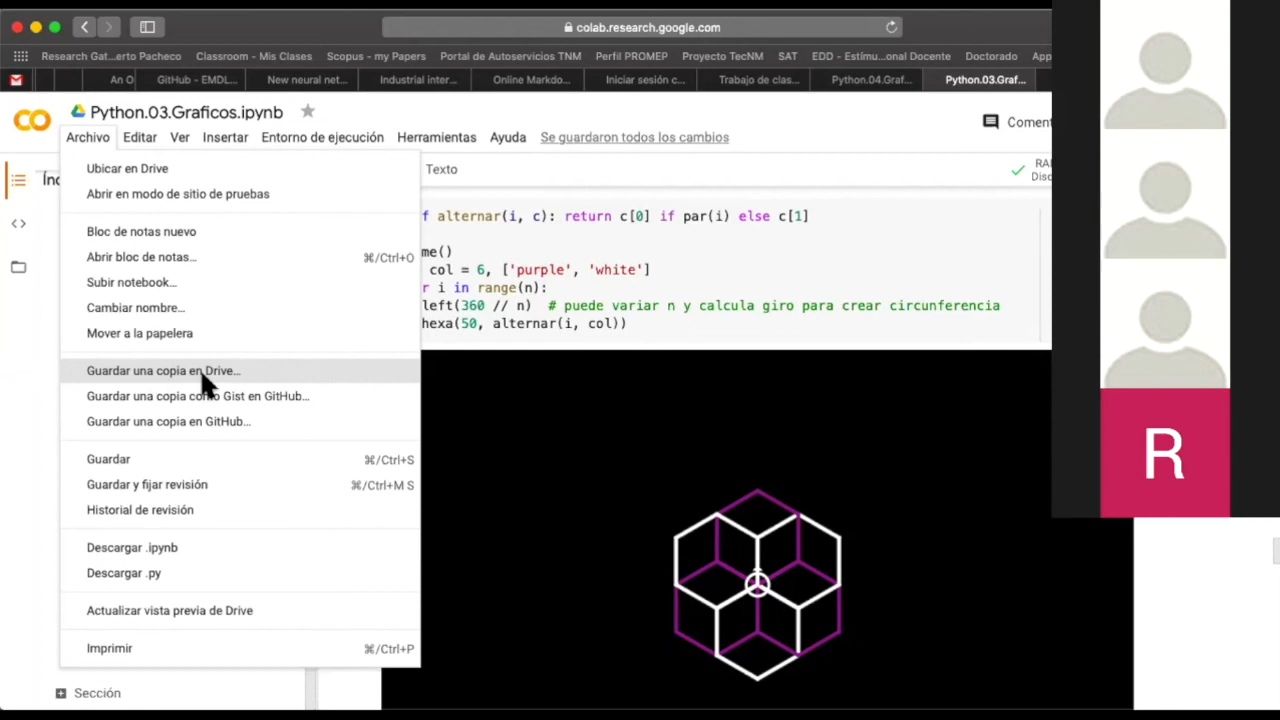 colab.research.google.com
Research Gat...erto Pacheco Classroom - Mis Clases Scopus - my Papers Portal de Autoservicios TNM Perfil PROMEP Proyecto TecNM SAT EDD - Estímu...onal Docente Doctorado App
An O GitHub - EMDL... New neural net... Industrial inter... Online Markdo... Iniciar sesión c... Trabajo de clas... Python.04.Graf... Python.03.Graf...
Python.03.Graficos.ipynb
Archivo Editar Ver Insertar Entorno de ejecución Herramientas Ayuda Se guardaron todos los cambios
Coment
Texto
RA
Disc
Índ
Ubicar en Drive
Abrir en modo de sitio de pruebas
Bloc de notas nuevo
Abrir bloc de notas... ⌘/Ctrl+O
Subir notebook...
Cambiar nombre...
Mover a la papelera
Guardar una copia en Drive...
Guardar una copia como Gist en GitHub...
Guardar una copia en GitHub...
Guardar ⌘/Ctrl+S
Guardar y fijar revisión ⌘/Ctrl+M S
Historial de revisión
Descargar .ipynb
Descargar .py
Actualizar vista previa de Drive
Imprimir ⌘/Ctrl+P
Sección
f alternar(i, c): return c[0] if par(i) else c[1]
me()
col = 6, ['purple', 'white']
r i in range(n):
left(360 // n) # puede variar n y calcula giro para crear circunferencia
hexa(50, alternar(i, col))
R